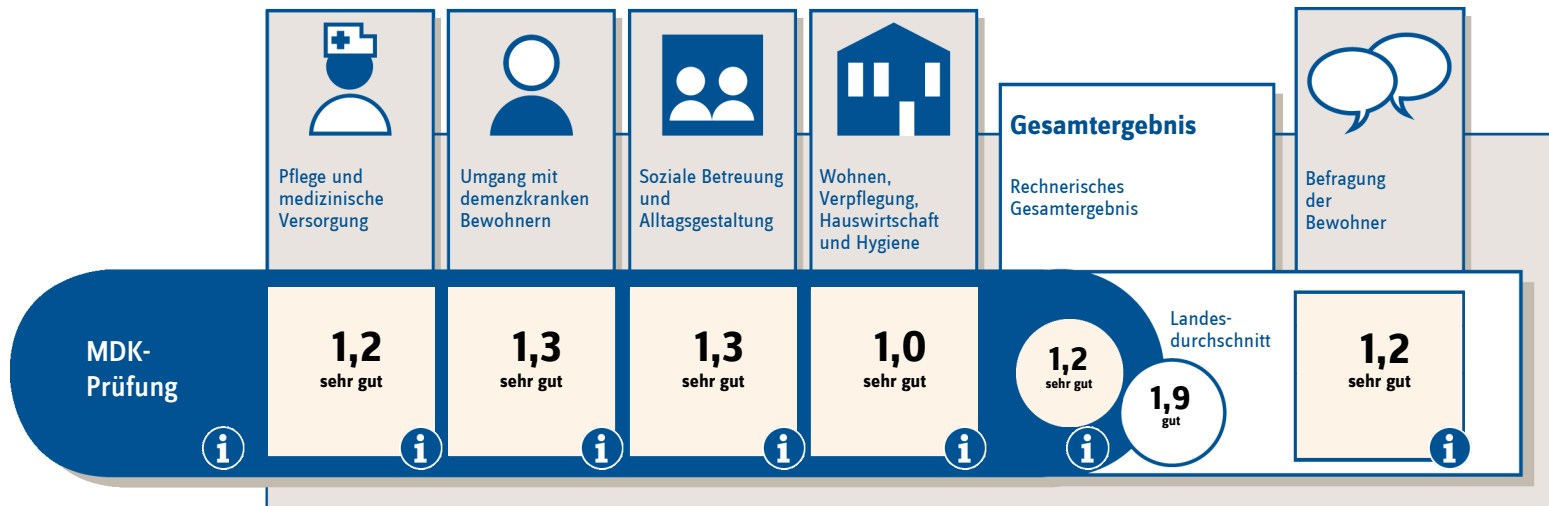 Pflege und
medizinische
Versorgung
Umgang mit
demenzkranken
Bewohnern
Soziale Betreuung
und
Alltagsgestaltung
Wohnen,
Verpflegung,
Hauswirtschaft
und Hygiene
Gesamtergebnis
Rechnerisches
Gesamtergebnis
Befragung
der
Bewohner
MDK-
Prüfung
i
1,2
sehr gut
i
1,3
sehr gut
i
1,3
sehr gut
i
1,0
sehr gut
i
1,2
sehr gut
i
Landes-
durchschnitt
1,9
gut
1,2
sehr gut
i